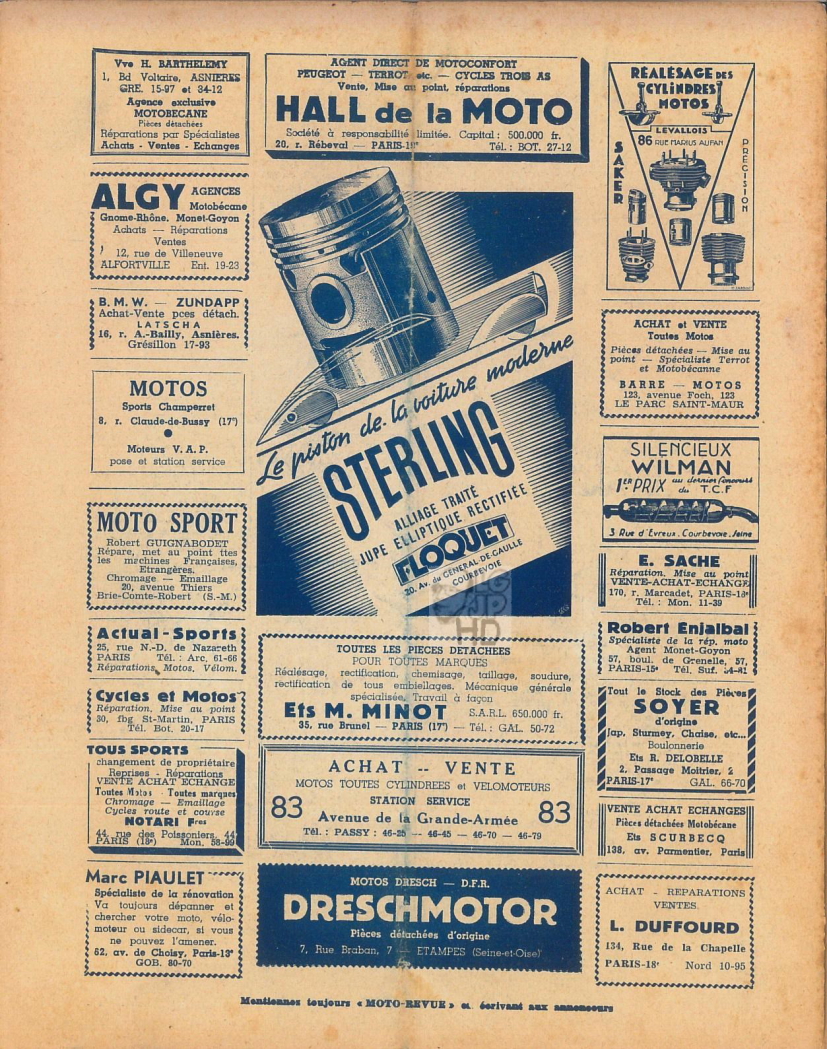 Vve H. BARTHELEMY
1, Bd Voltaire, ASNIERES
GRE. 15-97 et 34-12
Agence exclusive
MOTOBECANE
Pièces détachées
Réparations par Spécialistes
Achats - Ventes - Echanges
ALGY AGENCES
Motobécane
Gnome-Rhône. Monet-Goyon
Achats — Réparations
Ventes
12, rue de Villeneuve
ALFORTVILLE Ent. 19-23
B. M. W. - ZUNDAPP
Achat-Vente pces détach.
LATSCHA
16, r. A.-Bailly, Asnières.
Grésillon 17-93
MOTOS
Sports Champerret
8, r. Claude-de-Bussy (17e)
Moteurs V. A. P.
pose et station service
MOTO SPORT
Robert GUIGNABODET
Répare, met au point ttes
les machines Françaises,
Etrangères.
Chromage — Emaillage
20, avenue Thiers
Brie-Comte-Robert (S.-M.)
Actual-Sports
25, rue N.-D. de Nazareth
PARIS Tél. : Arc. 61-66
Réparations. Motos. Vélom.
Cycles et Motos
Réparation. Mise au point
30, fbg St-Martin, PARIS
Tél. Bot. 20-17
TOUS SPORTS
changement de propriétaire
Reprises - Réparations
VENTE ACHAT ECHANGE
Toutes Motos - Toutes marques
Chromage — Emaillage
Cycles route et course
NOTARI Fres
44, rue des Poissoniers, 44
PARIS (18e) Mon. 58-99
Marc PIAULET
Spécialiste de la rénovation
Va toujours dépanner et
chercher votre moto, vélo-
moteur ou sidecar, si vous
ne pouvez l'amener.
62, av. de Choisy, Paris-13e
GOB. 80-70
AGENT DIRECT DE MOTOCONFORT
PEUGEOT — TERROT etc. — CYCLES TROIS AS
Vente, Mise au point, réparations
HALL de la MOTO
Société à responsabilité limitée. Capital : 500.000 fr.
20, r. Rébeval — PARIS-19e Tél. : BOT. 27-12
Le piston de la voiture moderne
STERLING
ALLIAGE TRAITÉ
JUPE ELLIPTIQUE RECTIFIÉE
FLOQUET
20, Av. du GENERAL-DE-GAULLE
COURBEVOIE
TOUTES LES PIECES DETACHEES
POUR TOUTES MARQUES
Réalésage, rectification, chemisage, taillage, soudure,
rectification de tous embiellages. Mécanique générale
spécialisée. Travail à façon
Ets M. MINOT S.A.R.L. 650.000 fr.
35, rue Brunel — PARIS (17e) — Tél. : GAL. 50-72
ACHAT -- VENTE
MOTOS TOUTES CYLINDREES et VELOMOTEURS
STATION SERVICE
83 Avenue de la Grande-Armée 83
Tél. : PASSY : 46-25 — 46-45 — 46-70 — 46-79
MOTOS DRESCH — D.F.R.
DRESCHMOTOR
Pièces détachées d'origine
7, Rue Braban, 7 — ETAMPES (Seine-et-Oise)
RÉALÉSAGE DES
CYLINDRES
MOTOS
LEVALLOIS
86 RUE MARIUS AUFAN
SAKER
PRECISION
ACHAT et VENTE
Toutes Motos
Pièces détachées — Mise au
point — Spécialiste Terrot
et Motobécanne
BARRE — MOTOS
123, avenue Foch, 123
LE PARC SAINT-MAUR
SILENCIEUX
WILMAN
1er PRIX au dernier Concours
du T.C.F
3 Rue d'Evreux. Courbevoie. Seine
E. SACHE
Réparation. Mise au point
VENTE-ACHAT-ECHANGE
170, r. Marcadet, PARIS-18e
Tél. : Mon. 11-39
Robert Enjalbal
Spécialiste de la rép. moto
Agent Monet-Goyon
57, boul. de Grenelle, 57,
PARIS-15e Tél. Suf.
Tout le Stock des Pièces
SOYER
d'origine
Jap, Sturmey, Chaise, etc...
Boulonnerie
Ets R. DELOBELLE
2, Passage Moitrier, 2
PARIS-17e GAL. 66-70
VENTE ACHAT ECHANGES
Pièces détachées Motobécane
Ets SCURBECQ
138, av. Parmentier, Paris
ACHAT - REPARATIONS
VENTES.
L. DUFFOURD
134, Rue de la Chapelle
PARIS-18e Nord 10-95
Mentionnez toujours « MOTO-REVUE » en écrivant aux annonceurs